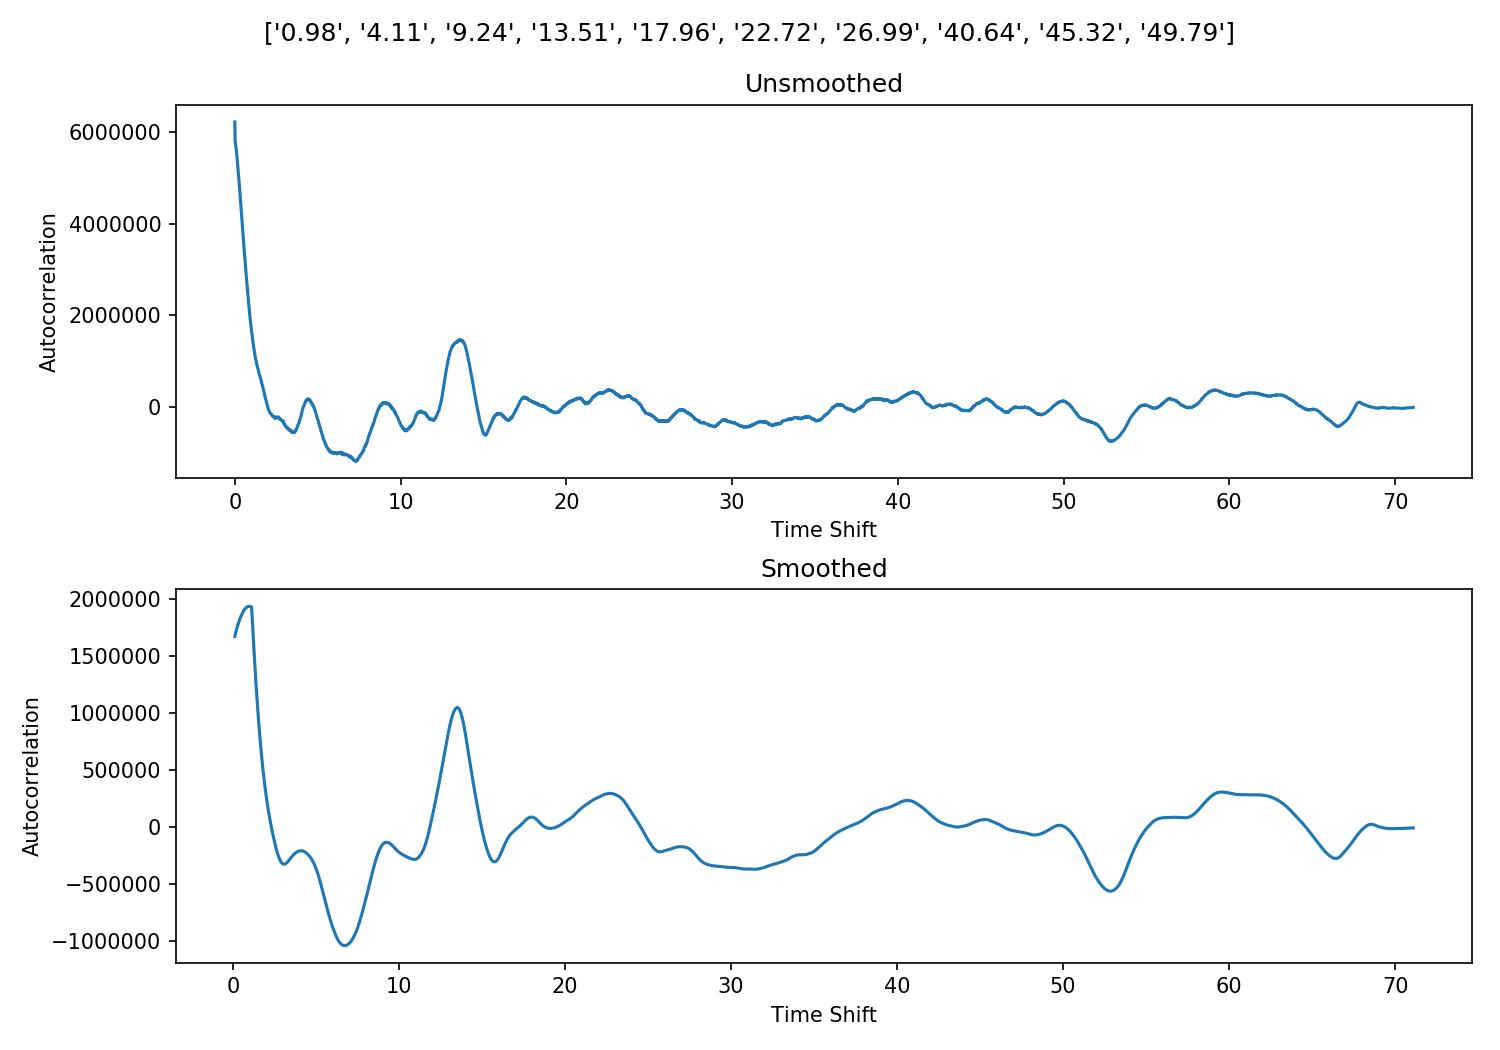 ['0.98', '4.11', '9.24', '13.51', '17.96', '22.72', '26.99', '40.64', '45.32', '49.79']
Unsmoothed
Autocorrelation
6000000
4000000
2000000
0
0 10 20 30 40 50 60 70
Time Shift
Smoothed
Autocorrelation
2000000
1500000
1000000
500000
0
−500000
−1000000
0 10 20 30 40 50 60 70
Time Shift